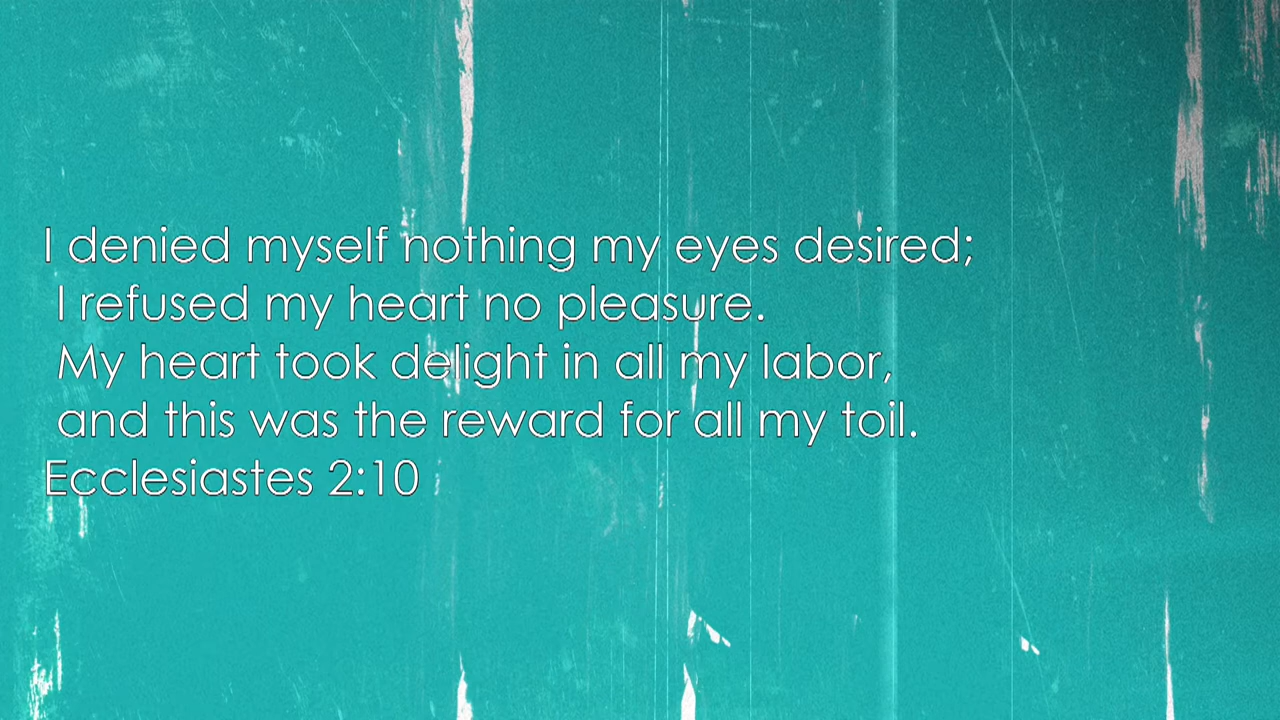 I denied myself nothing my eyes desired;
I refused my heart no pleasure.
My heart took delight in all my labor,
and this was the reward for all my toil.
Ecclesiastes 2:10